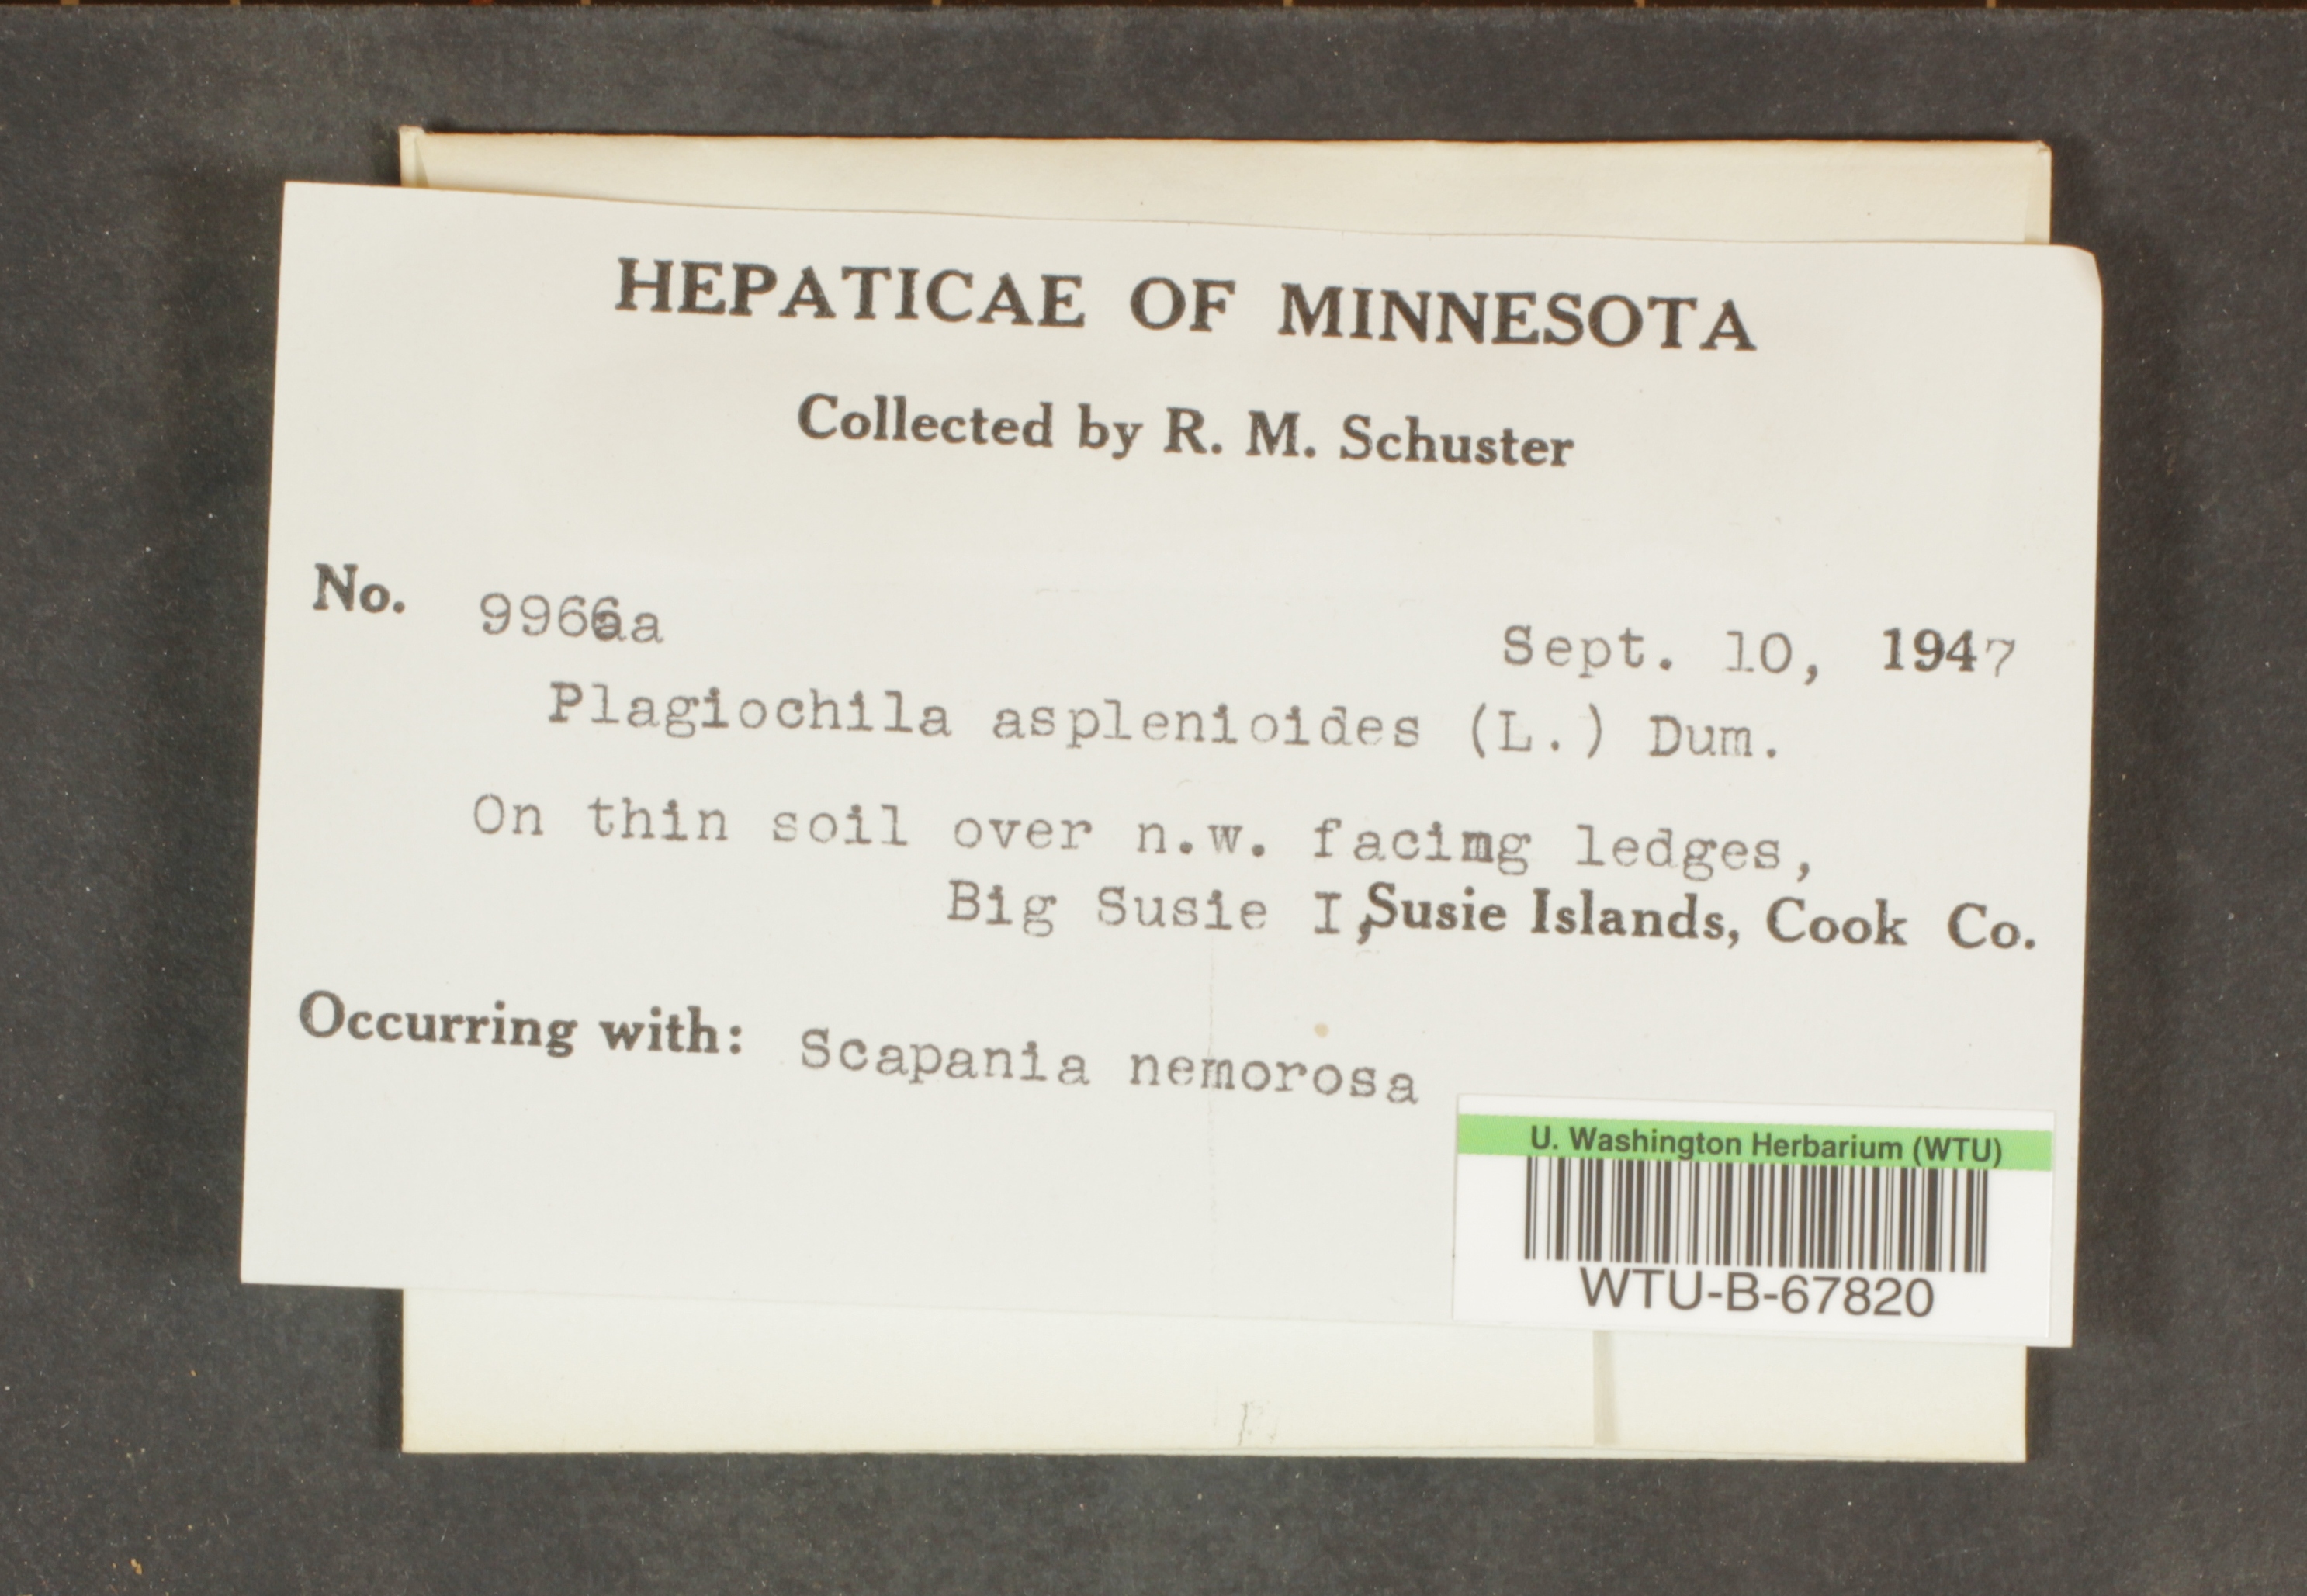 HEPATICAE OF MINNESOTA
Collected by R. M. Schuster
No. 9966a
Sept. 10, 1947
Plagiochila asplenioides (L.) Dum.
On thin soil over n.w. facing ledges,
Big Susie I, Susie Islands, Cook Co.
Occurring with: Scapania nemorosa
U. Washington Herbarium (WTU)
WTU-B-67820